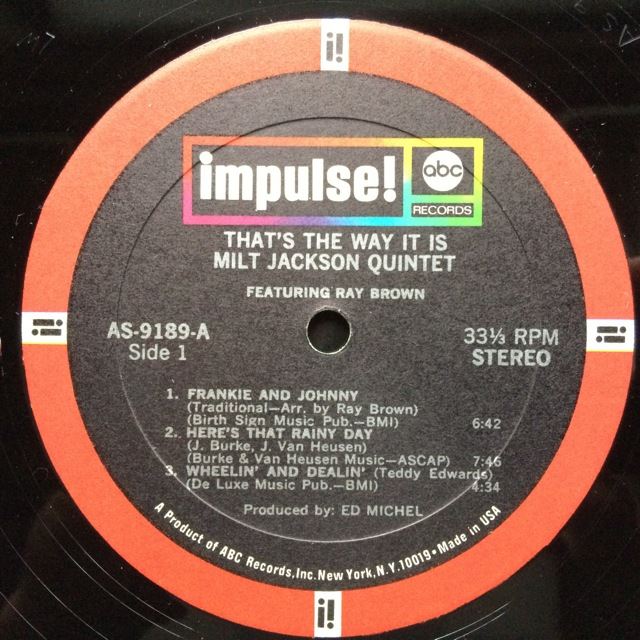 i!
impulse!
abc
RECORDS
THAT'S THE WAY IT IS
MILT JACKSON QUINTET
FEATURING RAY BROWN
AS-9189-A
Side 1
33⅓ RPM
STEREO
i!
i!
1. FRANKIE AND JOHNNY
(Traditional—Arr. by Ray Brown)
(Birth Sign Music Pub.—BMI) 6:42
2. HERE'S THAT RAINY DAY
(J. Burke, J. Van Heusen)
(Burke & Van Heusen Music—ASCAP) 7:46
3. WHEELIN' AND DEALIN' (Teddy Edwards)
(De Luxe Music Pub.—BMI) 4:34
Produced by: ED MICHEL
A Product of ABC Records, Inc. New York, N.Y. 10019 • Made in USA
i!